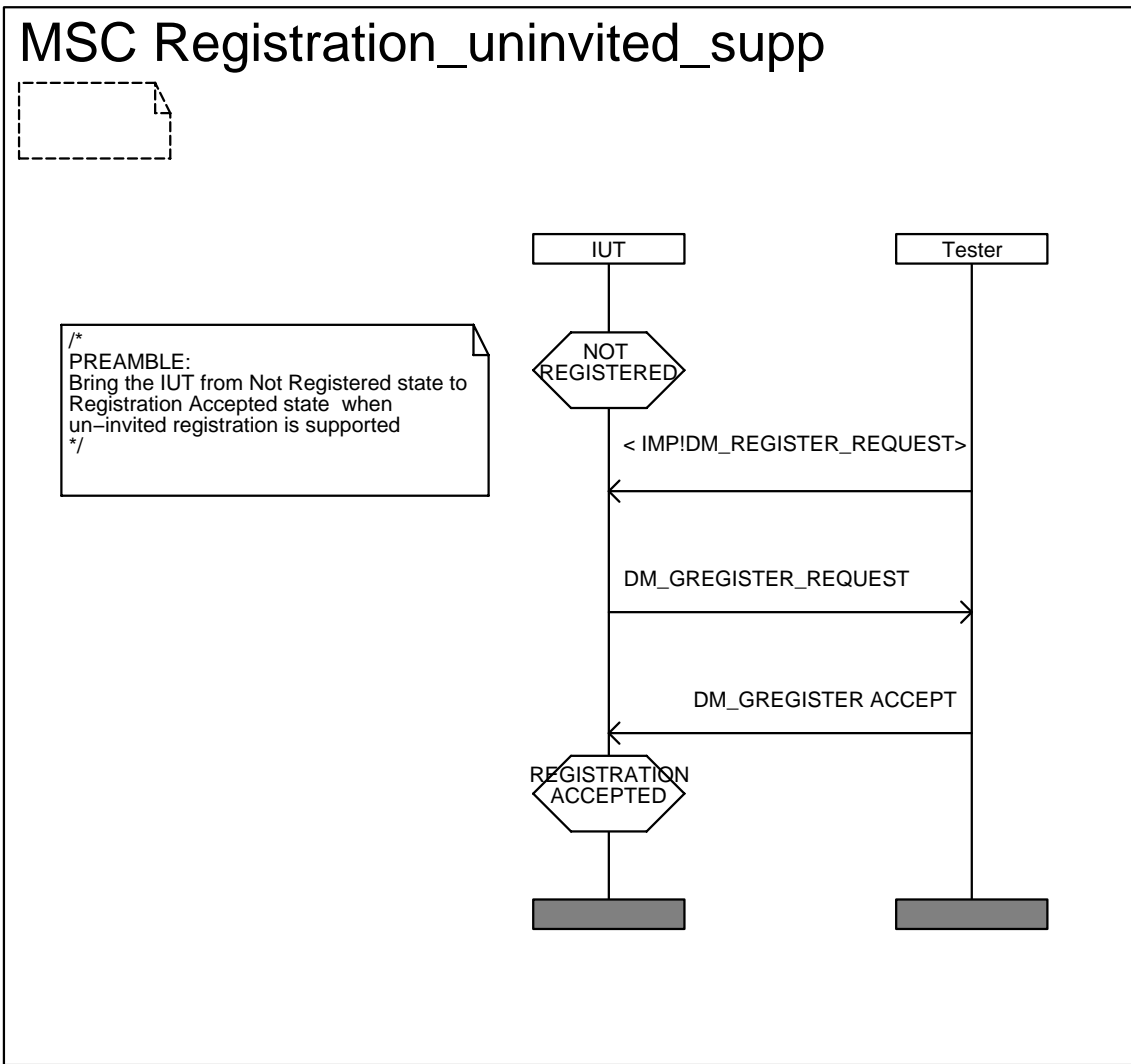 MSC Registration_uninvited_supp
IUT
Tester
/*
PREAMBLE:
Bring the IUT from Not Registered state to
Registration Accepted state  when
un−invited registration is supported
*/
NOT
REGISTERED
< IMP!DM_REGISTER_REQUEST>
DM_GREGISTER_REQUEST
DM_GREGISTER ACCEPT
REGISTRATION
ACCEPTED